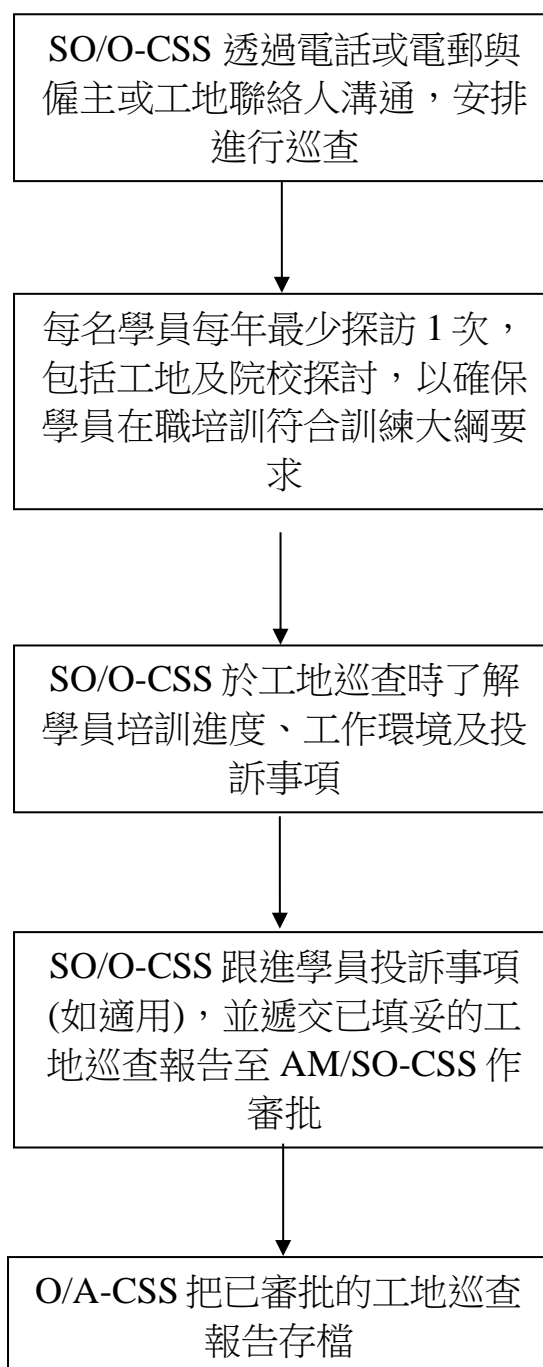 SO/O-CSS 透過電話或電郵與
僱主或工地聯絡人溝通，安排
進行巡查
每名學員每年最少探訪 1 次，
包括工地及院校探討，以確保
學員在職培訓符合訓練大綱要
求
SO/O-CSS 於工地巡查時了解
學員培訓進度、工作環境及投
訴事項
SO/O-CSS 跟進學員投訴事項
(如適用)，並遞交已填妥的工
地巡查報告至 AM/SO-CSS 作
審批
O/A-CSS 把已審批的工地巡查
報告存檔